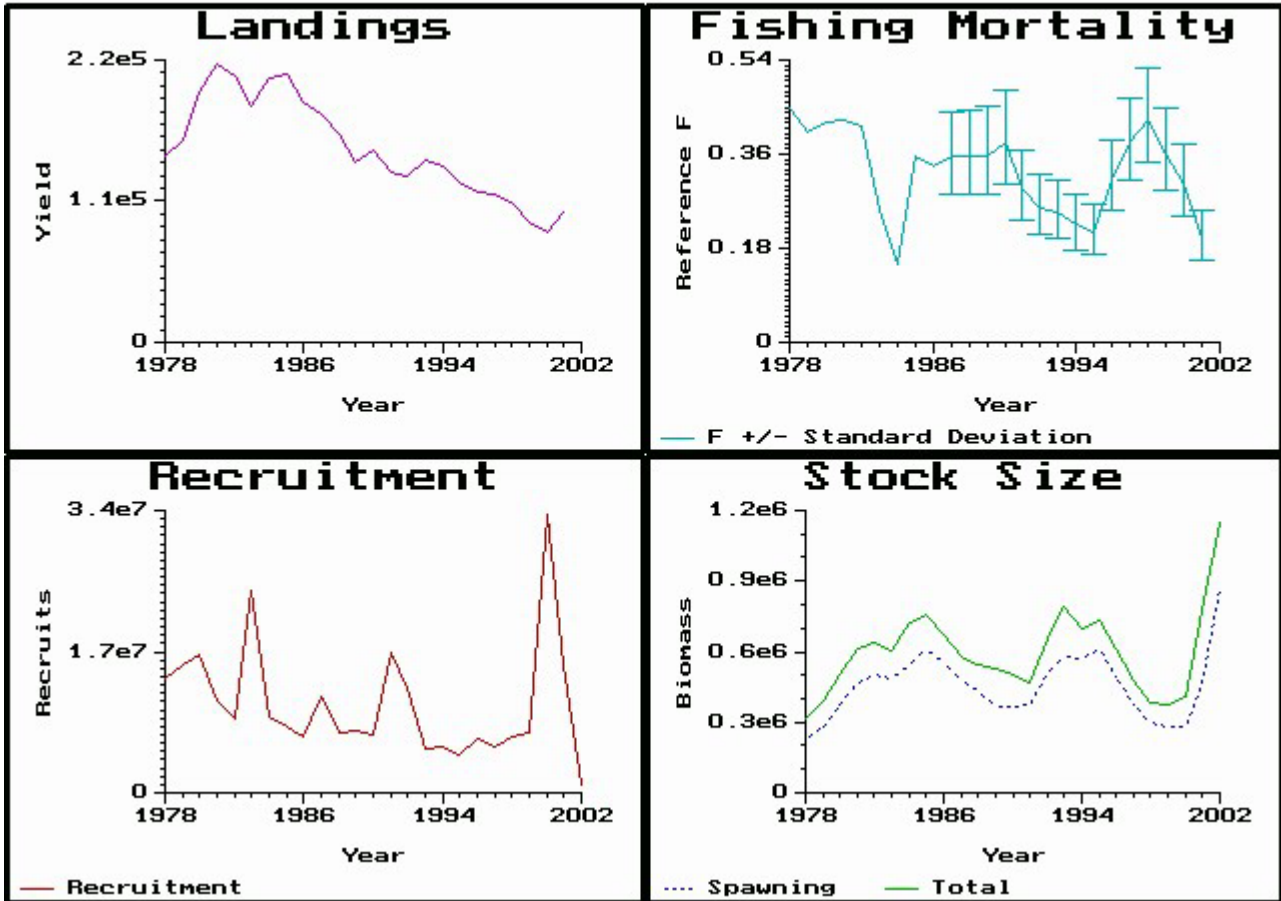 Landings
2.2e5
1.1e5
0
Yield
1978 1986 1994 2002
Year
Fishing Mortality
0.54
0.36
0.18
0
Reference F
1978 1986 1994 2002
Year
F +/- Standard Deviation
Recruitment
3.4e7
1.7e7
0
Recruits
1978 1986 1994 2002
Year
Recruitment
Stock Size
1.2e6
0.9e6
0.6e6
0.3e6
0
Biomass
1978 1986 1994 2002
Year
Spawning Total